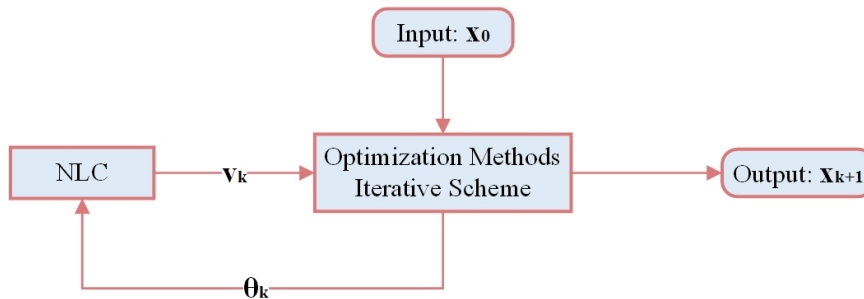 Input: x₀
NLC
vₖ
Optimization Methods
Iterative Scheme
Output: xₖ₊₁
θₖ